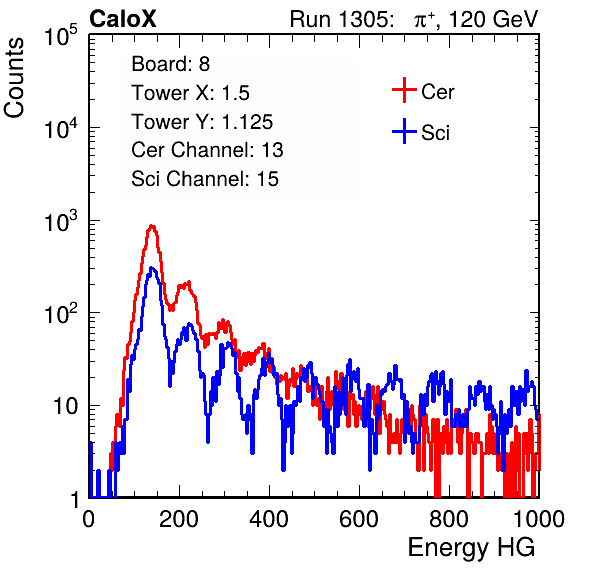 CaloX Run 1305: π⁺, 120 GeV
Counts
Board: 8
Tower X: 1.5
Tower Y: 1.125
Cer Channel: 13
Sci Channel: 15
Cer
Sci
10⁵
10⁴
10³
10²
10
1
0 200 400 600 800 1000
Energy HG